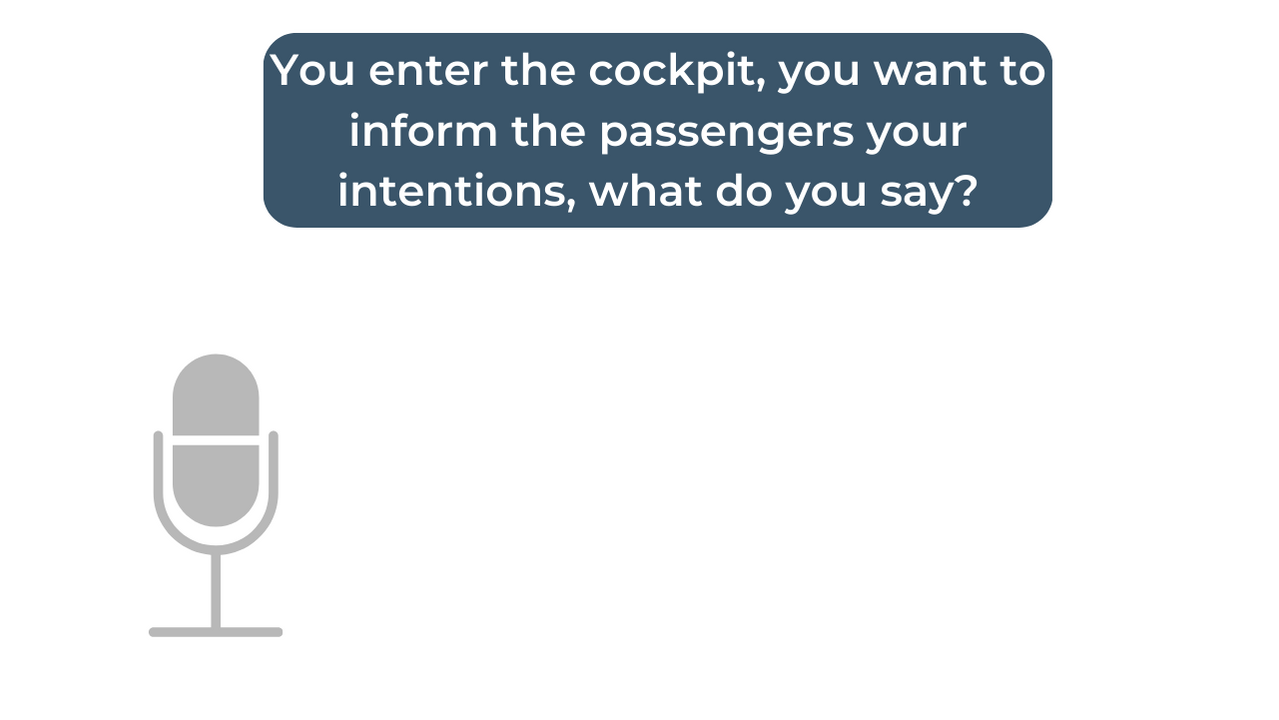 You enter the cockpit, you want to
inform the passengers your
intentions, what do you say?